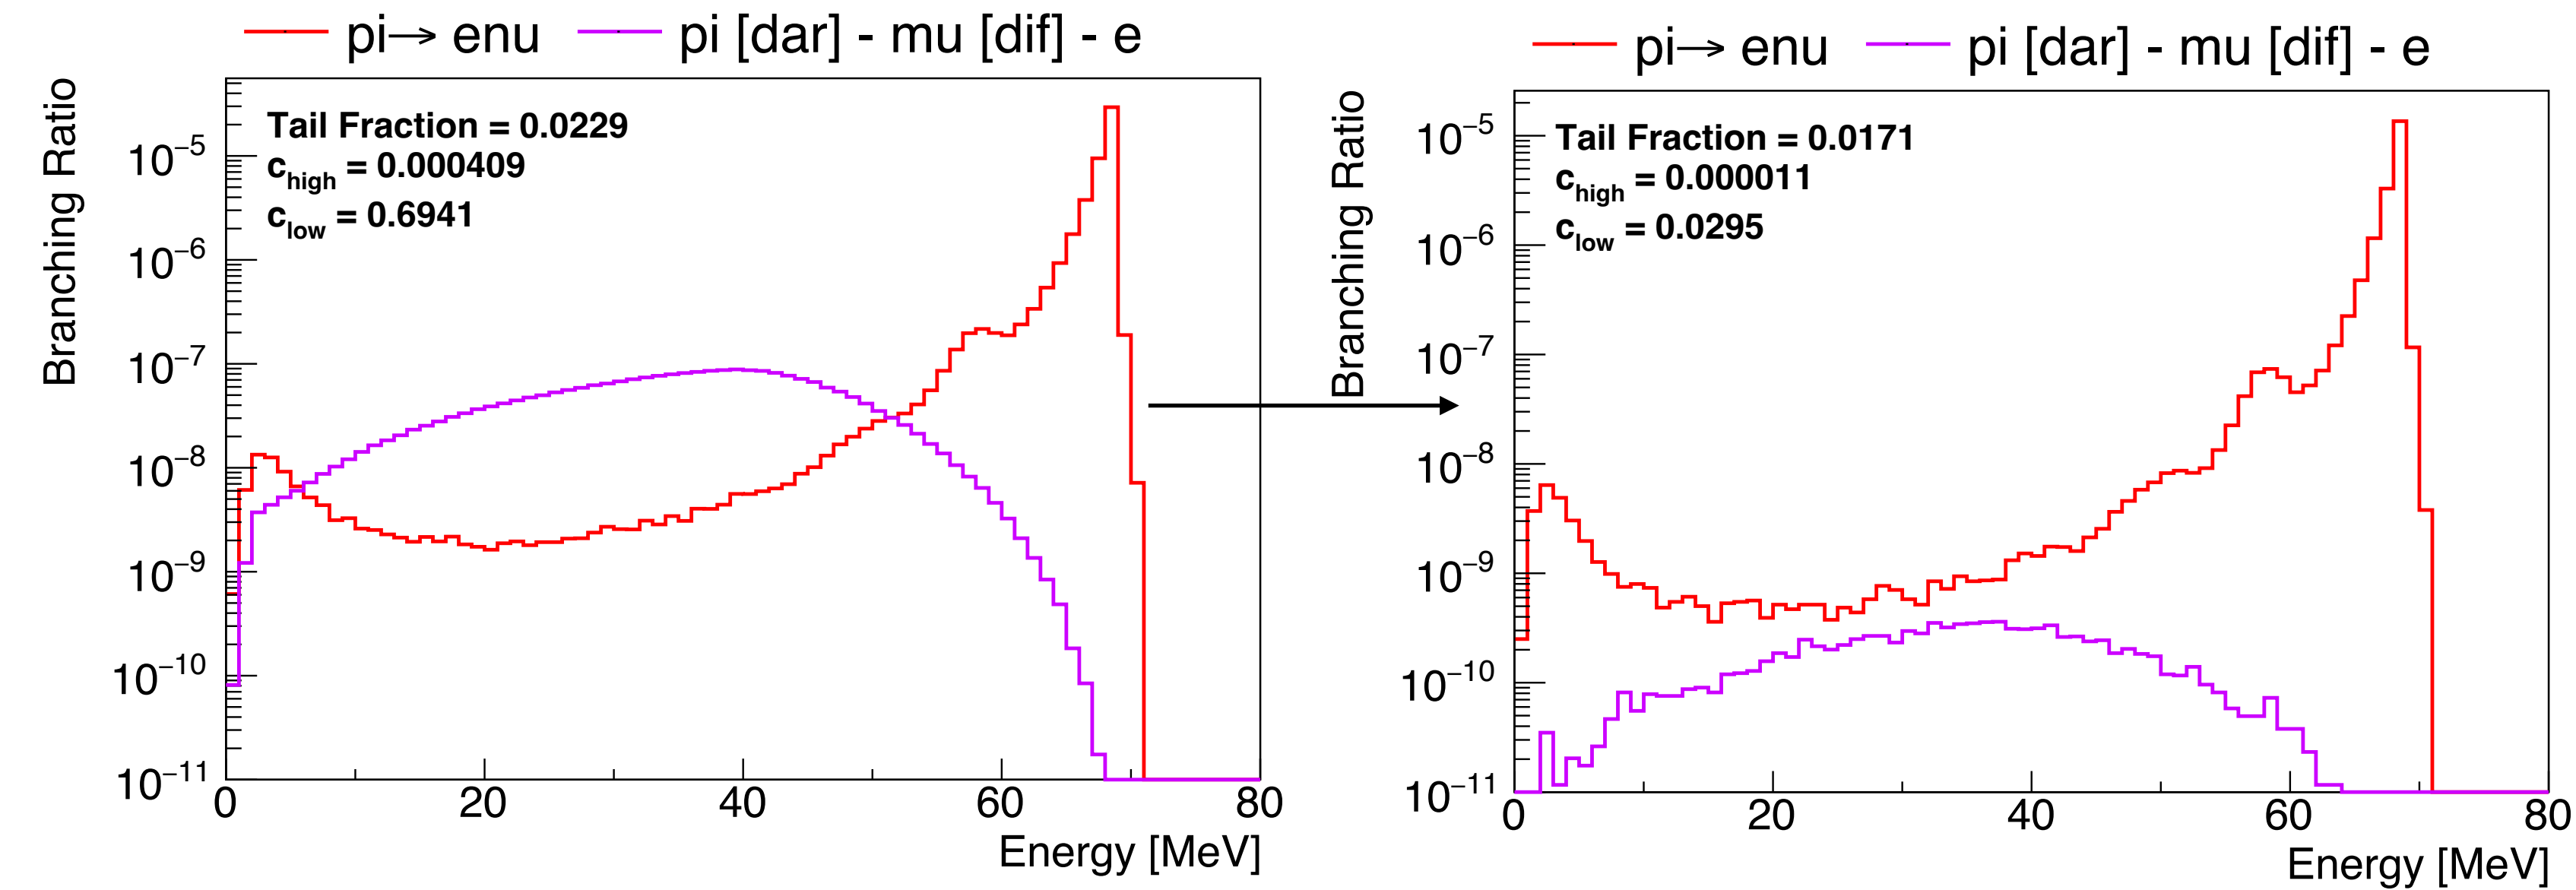 pi→ enu pi [dar] - mu [dif] - e
Branching Ratio
Tail Fraction = 0.0229
c_high = 0.000409
c_low = 0.6941
10⁻⁵
10⁻⁶
10⁻⁷
10⁻⁸
10⁻⁹
10⁻¹⁰
10⁻¹¹
0 20 40 60 80
Energy [MeV]
pi→ enu pi [dar] - mu [dif] - e
Branching Ratio
Tail Fraction = 0.0171
c_high = 0.000011
c_low = 0.0295
10⁻⁵
10⁻⁶
10⁻⁷
10⁻⁸
10⁻⁹
10⁻¹⁰
10⁻¹¹
0 20 40 60 80
Energy [MeV]